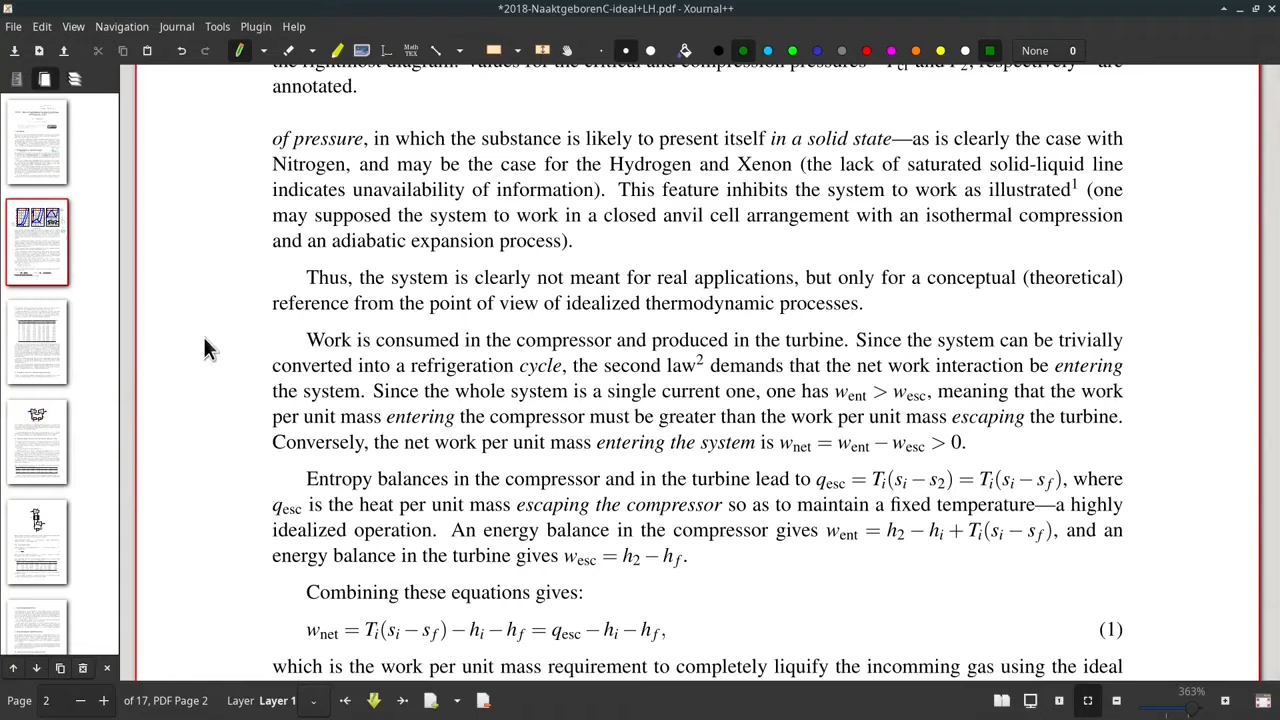 *2018-NaaktgeborenC-ideal+LH.pdf - Xournal++
File Edit View Navigation Journal Tools Plugin Help
Math TEX None 0
annotated.
of pressure, in which the substance is likely to present itself in a solid state—as is clearly the case with
Nitrogen, and may be the case for the Hydrogen and Xenon (the lack of saturated solid-liquid line
indicates unavailability of information). This feature inhibits the system to work as illustrated¹ (one
may supposed the system to work in a closed anvil cell arrangement with an isothermal compression
and an adiabatic expansion process).
Thus, the system is clearly not meant for real applications, but only for a conceptual (theoretical)
reference from the point of view of idealized thermodynamic processes.
Work is consumed in the compressor and produced in the turbine. Since the system can be trivially
converted into a refrigeration cycle, the second law² demands that the net work interaction be entering
the system. Since the whole system is a single current one, one has w_ent > w_esc, meaning that the work
per unit mass entering the compressor must be greater than the work per unit mass escaping the turbine.
Conversely, the net work per unit mass entering the system is w_net = w_ent − w_esc > 0.
Entropy balances in the compressor and in the turbine lead to q_esc = T_i(s_i − s_2) = T_i(s_i − s_f), where
q_esc is the heat per unit mass escaping the compressor so as to maintain a fixed temperature—a highly
idealized operation. An energy balance in the compressor gives w_ent = h_2 − h_i + T_i(s_i − s_f), and an
energy balance in the turbine gives w_esc = h_2 − h_f.
Combining these equations gives:
w_net = T_i(s_i − s_f) − h_i − h_f = q_esc − h_i − h_f, (1)
which is the work per unit mass requirement to completely liquify the incomming gas using the ideal
Page 2 of 17, PDF Page 2 Layer Layer 1 363%